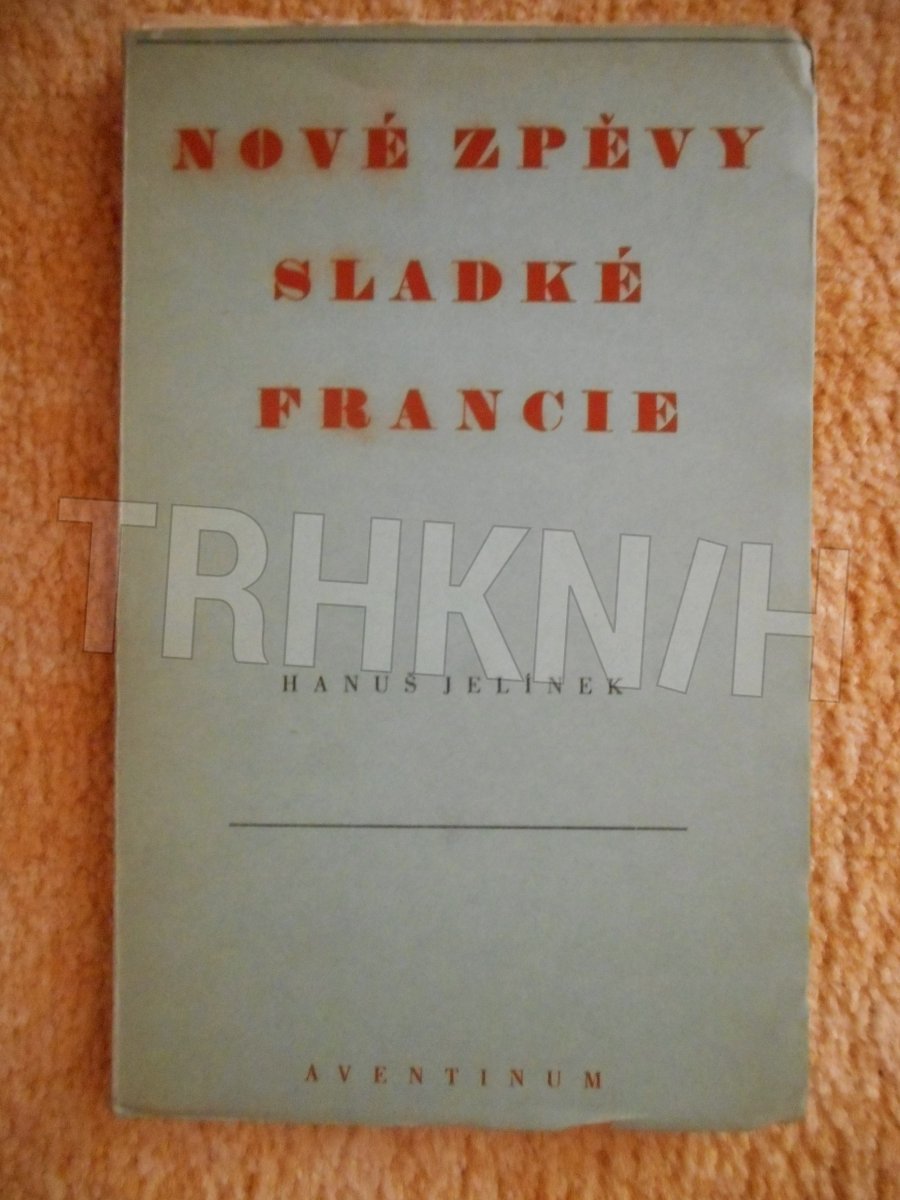 NOVÉ ZPĚVY
SLADKÉ
FRANCIE
TRHKNIH
HANUŠ JELÍNEK
AVENTINUM